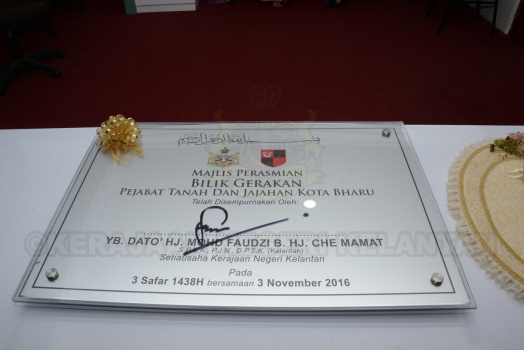 MAJLIS PERASMIAN
BILIK GERAKAN
PEJABAT TANAH DAN JAJAHAN KOTA BHARU
Telah Disempurnakan Oleh:
YB. DATO' HJ. MOHD FAUDZI B. HJ. CHE MAMAT
P.J.N., D.P.S.K. (Kelantan)
Setiausaha Kerajaan Negeri Kelantan
Pada
3 Safar 1438H bersamaan 3 November 2016